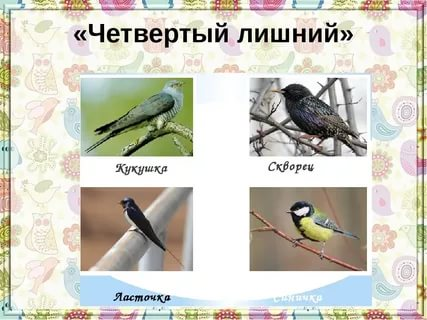 «Четвертый лишний»
Кукушка
Скворец
Ласточка
Синичка